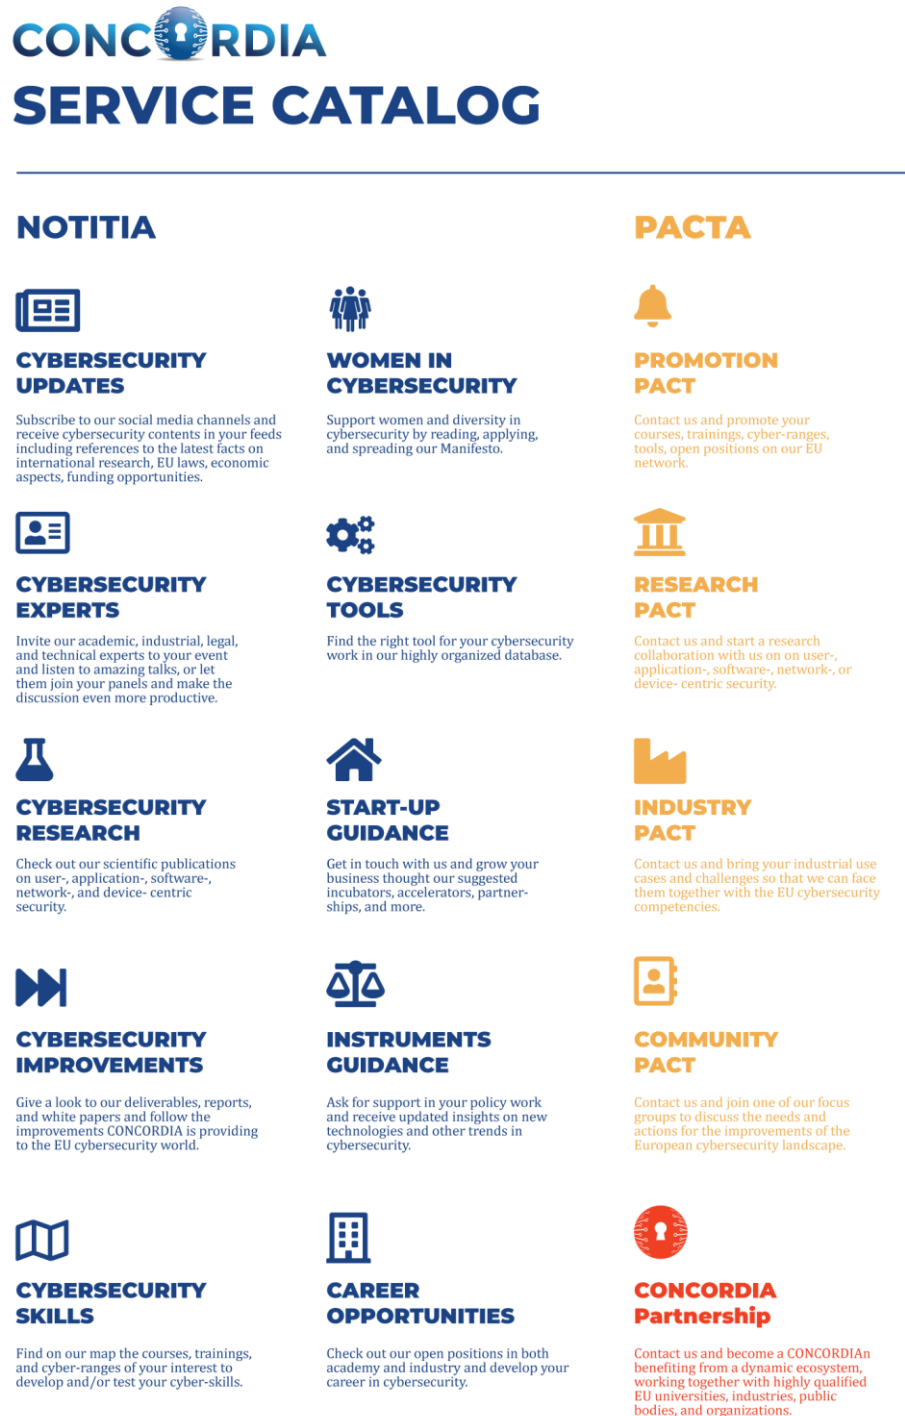 CONCORDIA
SERVICE CATALOG
NOTITIA
CYBERSECURITY
UPDATES
Subscribe to our social media channels and
receive cybersecurity contents in your feeds
including references to the latest facts on
international research, EU laws, economic
aspects, funding opportunities.
WOMEN IN
CYBERSECURITY
Support women and diversity in
cybersecurity by reading, applying,
and spreading our Manifesto.
CYBERSECURITY
EXPERTS
Invite our academic, industrial, legal,
and technical experts to your event
and listen to amazing talks, or let
them join your panels and make the
discussion even more productive.
CYBERSECURITY
TOOLS
Find the right tool for your cybersecurity
work in our highly organized database.
CYBERSECURITY
RESEARCH
Check out our scientific publications
on user-, application-, software-,
network-, and device- centric
security.
START-UP
GUIDANCE
Get in touch with us and grow your
business thought our suggested
incubators, accelerators, partner-
ships, and more.
CYBERSECURITY
IMPROVEMENTS
Give a look to our deliverables, reports,
and white papers and follow the
improvements CONCORDIA is providing
to the EU cybersecurity world.
INSTRUMENTS
GUIDANCE
Ask for support in your policy work
and receive updated insights on new
technologies and other trends in
cybersecurity.
CYBERSECURITY
SKILLS
Find on our map the courses, trainings,
and cyber-ranges of your interest to
develop and/or test your cyber-skills.
CAREER
OPPORTUNITIES
Check out our open positions in both
academy and industry and develop your
career in cybersecurity.
PACTA
PROMOTION
PACT
Contact us and promote your
courses, trainings, cyber-ranges,
tools, open positions on our EU
network.
RESEARCH
PACT
Contact us and start a research
collaboration with us on on user-,
application-, software-, network-, or
device- centric security.
INDUSTRY
PACT
Contact us and bring your industrial use
cases and challenges so that we can face
them together with the EU cybersecurity
competencies.
COMMUNITY
PACT
Contact us and join one of our focus
groups to discuss the needs and
actions for the improvements of the
European cybersecurity landscape.
CONCORDIA
Partnership
Contact us and become a CONCORDIAn
benefiting from a dynamic ecosystem,
working together with highly qualified
EU universities, industries, public
bodies, and organizations.